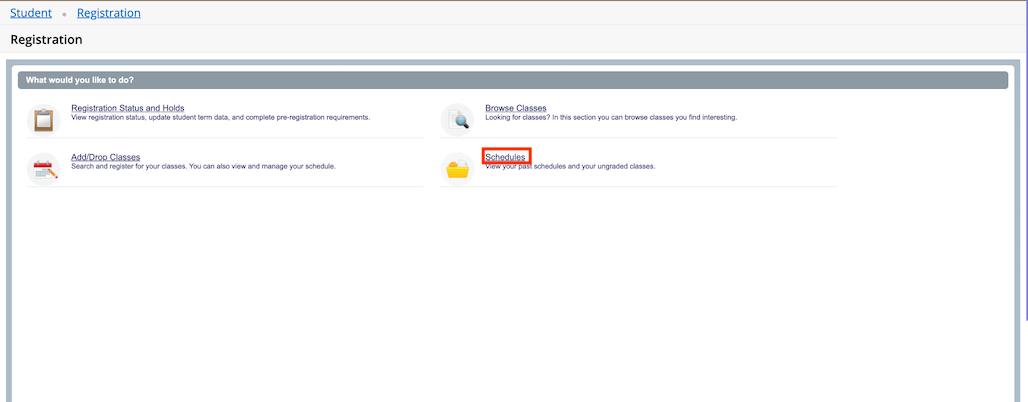 Student • Registration
Registration
What would you like to do?
Registration Status and Holds
View registration status, update student term data, and complete pre-registration requirements.
Browse Classes
Looking for classes? In this section you can browse classes you find interesting.
Add/Drop Classes
Search and register for your classes. You can also view and manage your schedule.
Schedules
View your past schedules and your ungraded classes.